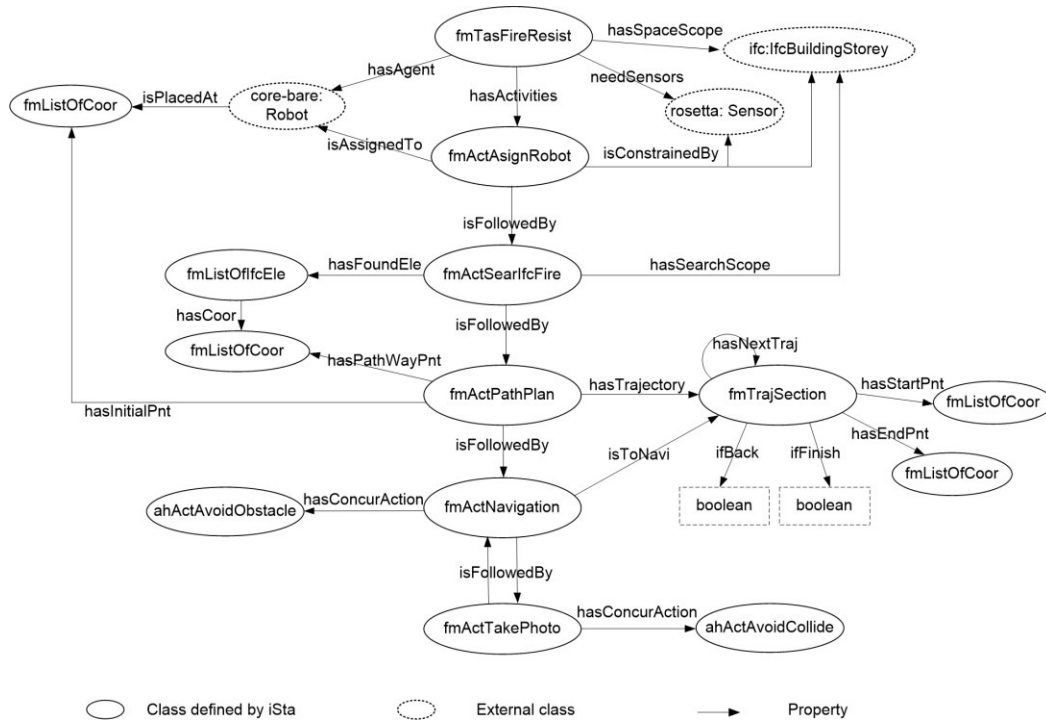 fmTasFireResist
hasSpaceScope
ifc:IfcBuildingStorey
hasAgent
needSensors
fmListOfCoor
isPlacedAt
core-bare:
Robot
hasActivities
rosetta: Sensor
isAssignedTo
fmActAsignRobot
isConstrainedBy
isFollowedBy
fmListOfIfcEle
hasFoundEle
fmActSearIfcFire
hasSearchScope
hasCoor
isFollowedBy
fmListOfCoor
hasPathWayPnt
hasNextTraj
hasInitialPnt
fmActPathPlan
hasTrajectory
fmTrajSection
hasStartPnt
fmListOfCoor
isFollowedBy
isToNavi
ifBack
ifFinish
hasEndPnt
fmListOfCoor
ahActAvoidObstacle
hasConcurAction
fmActNavigation
boolean
boolean
isFollowedBy
fmActTakePhoto
hasConcurAction
ahActAvoidCollide
Class defined by iSta
External class
Property